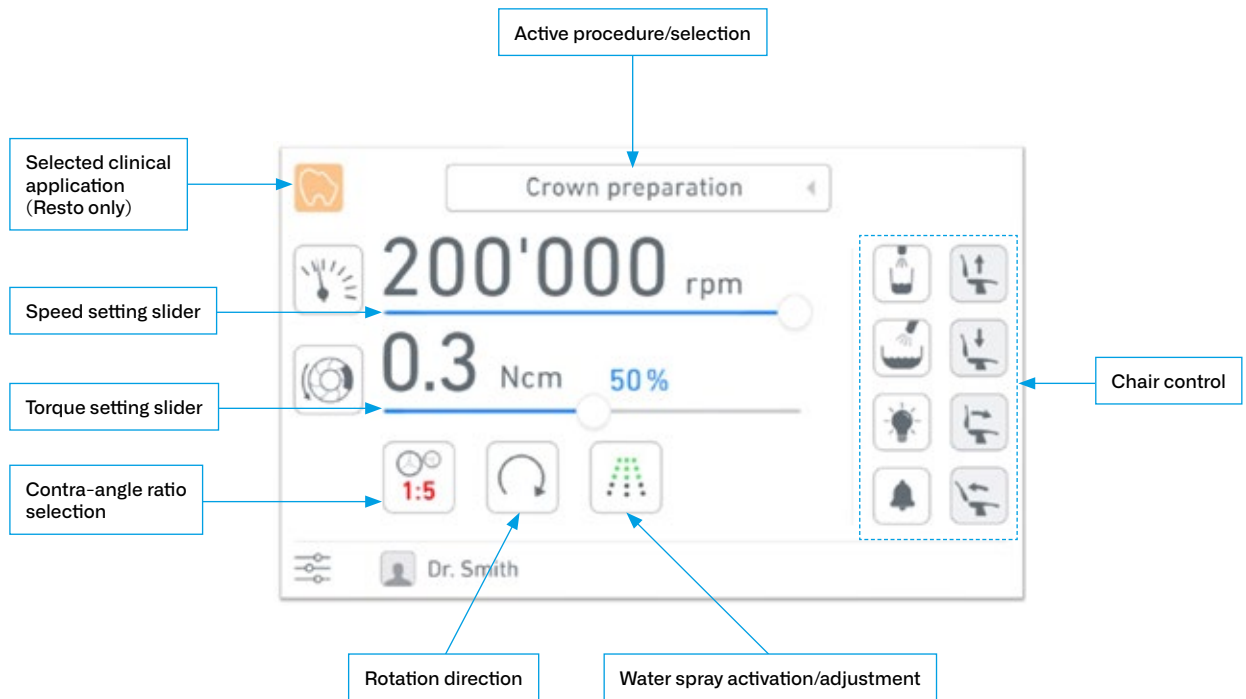 Active procedure/selection
Selected clinical
application
(Resto only)
Crown preparation
200'000 rpm
Speed setting slider
0.3 Ncm 50 %
Torque setting slider
Chair control
1:5
Contra-angle ratio
selection
Dr. Smith
Rotation direction
Water spray activation/adjustment